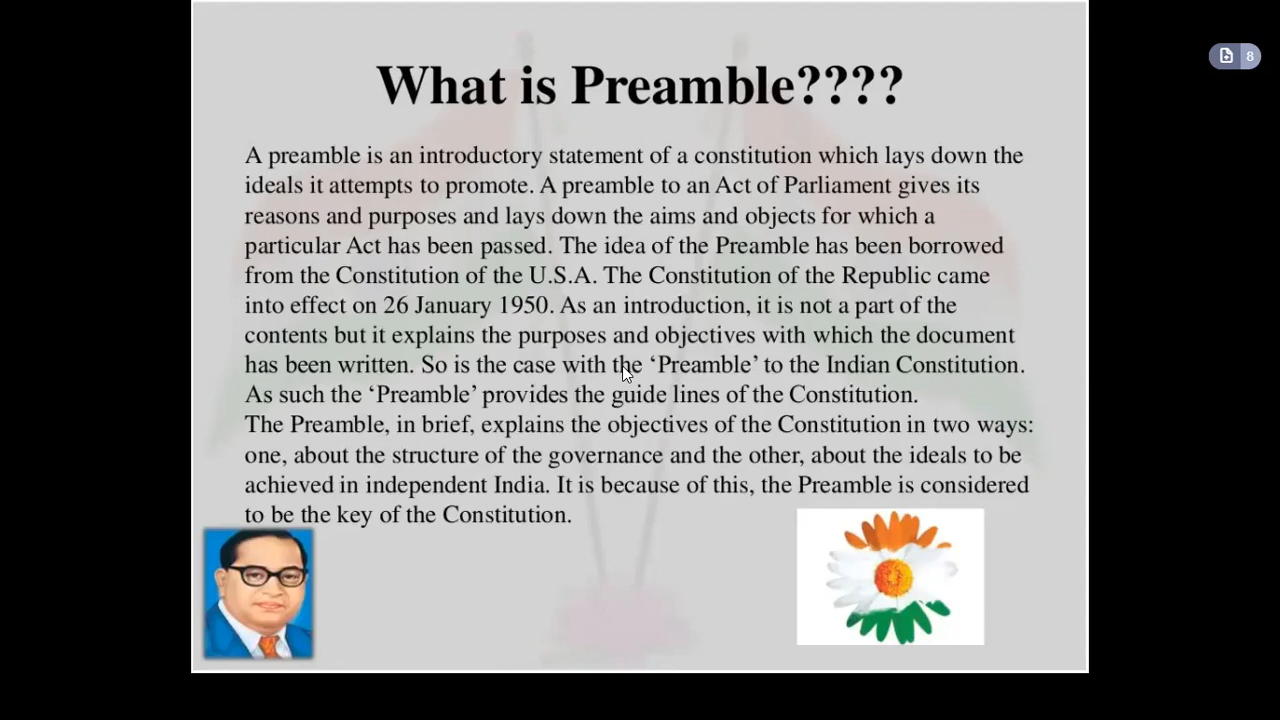 What is Preamble????
8
A preamble is an introductory statement of a constitution which lays down the
ideals it attempts to promote. A preamble to an Act of Parliament gives its
reasons and purposes and lays down the aims and objects for which a
particular Act has been passed. The idea of the Preamble has been borrowed
from the Constitution of the U.S.A. The Constitution of the Republic came
into effect on 26 January 1950. As an introduction, it is not a part of the
contents but it explains the purposes and objectives with which the document
has been written. So is the case with the ‘Preamble’ to the Indian Constitution.
As such the ‘Preamble’ provides the guide lines of the Constitution.
The Preamble, in brief, explains the objectives of the Constitution in two ways:
one, about the structure of the governance and the other, about the ideals to be
achieved in independent India. It is because of this, the Preamble is considered
to be the key of the Constitution.